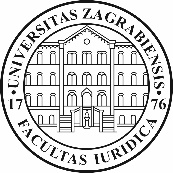 ·UNIVERSITAS ZAGRABIENSIS·
17 76
FACULTAS IURIDICA